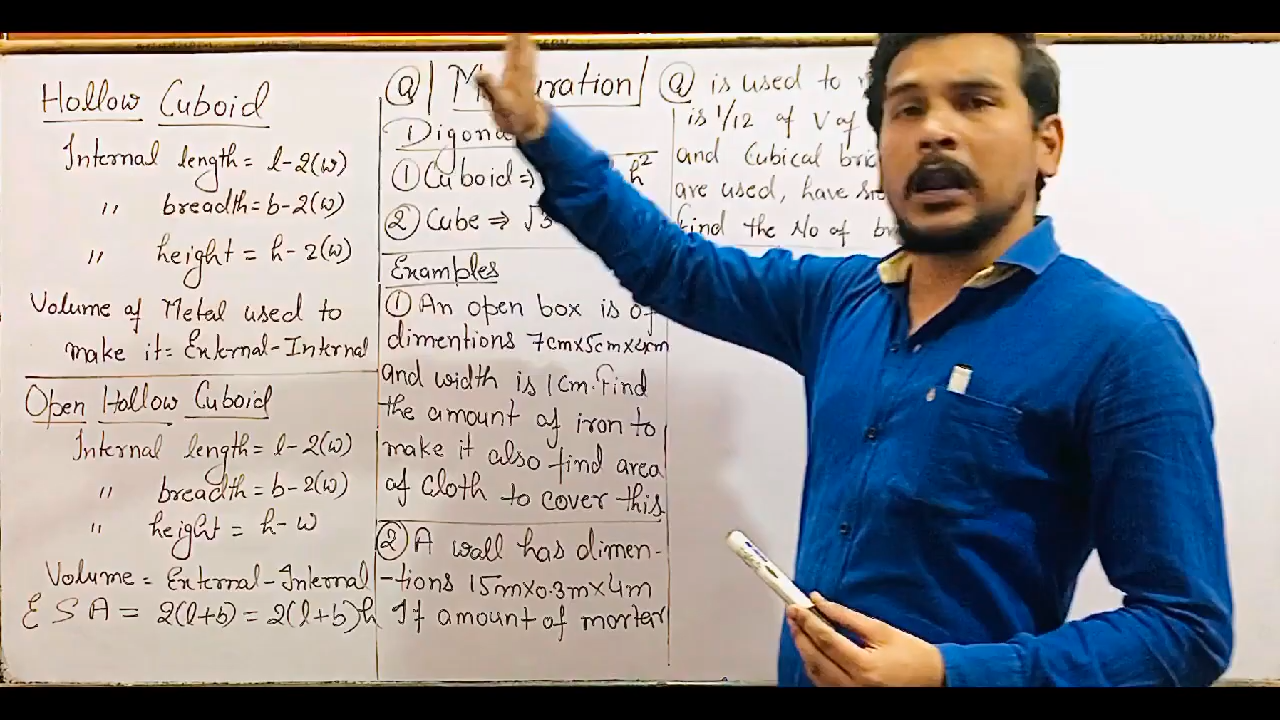 Hollow Cuboid
Internal length = l-2(w)
" breadth = b-2(w)
" height = h-2(w)
Volume of Metal used to
make it = External-Internal
Open Hollow Cuboid
Internal length = l-2(w)
" breadth = b-2(w)
" height = h-w
Volume = External-Internal
E S A = 2(l+b) = 2(l+b)h
Q| uration|
① Cuboid ⇒ h²
② Cube ⇒ √3
Examples
① An open box is of
dimentions 7cmx5cmx4cm
and width is 1cm. Find
the amount of iron to
make it also find area
of cloth to cover this
② A wall has dimen-
-tions 15mx0.3mx4m
If amount of morter
Q is used to
is 1/12 of V of
and Cubical
are used, have
find the No of